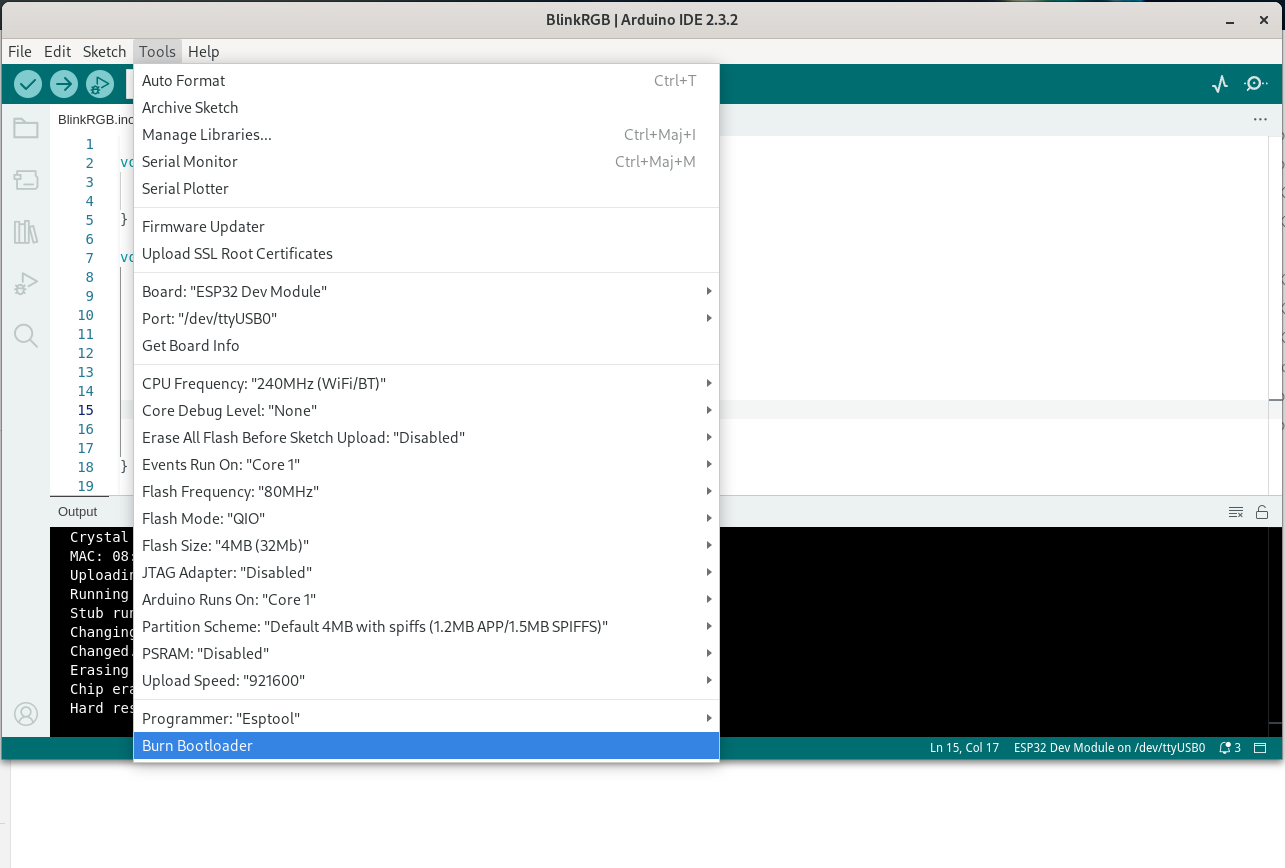 BlinkRGB | Arduino IDE 2.3.2
File Edit Sketch Tools Help
Auto Format Ctrl+T
Archive Sketch
Manage Libraries... Ctrl+Maj+I
Serial Monitor Ctrl+Maj+M
Serial Plotter
Firmware Updater
Upload SSL Root Certificates
Board: "ESP32 Dev Module"
Port: "/dev/ttyUSB0"
Get Board Info
CPU Frequency: "240MHz (WiFi/BT)"
Core Debug Level: "None"
Erase All Flash Before Sketch Upload: "Disabled"
Events Run On: "Core 1"
Flash Frequency: "80MHz"
Flash Mode: "QIO"
Flash Size: "4MB (32Mb)"
JTAG Adapter: "Disabled"
Arduino Runs On: "Core 1"
Partition Scheme: "Default 4MB with spiffs (1.2MB APP/1.5MB SPIFFS)"
PSRAM: "Disabled"
Upload Speed: "921600"
Programmer: "Esptool"
Burn Bootloader
BlinkRGB.ino
1
2 vo
3
4
5 }
6
7 vo
8
9
10
11
12
13
14
15
16
17
18 }
19
Output
Crystal
MAC: 08:
Uploadin
Running
Stub run
Changing
Changed.
Erasing
Chip era
Hard res
Ln 15, Col 17 ESP32 Dev Module on /dev/ttyUSB0 3